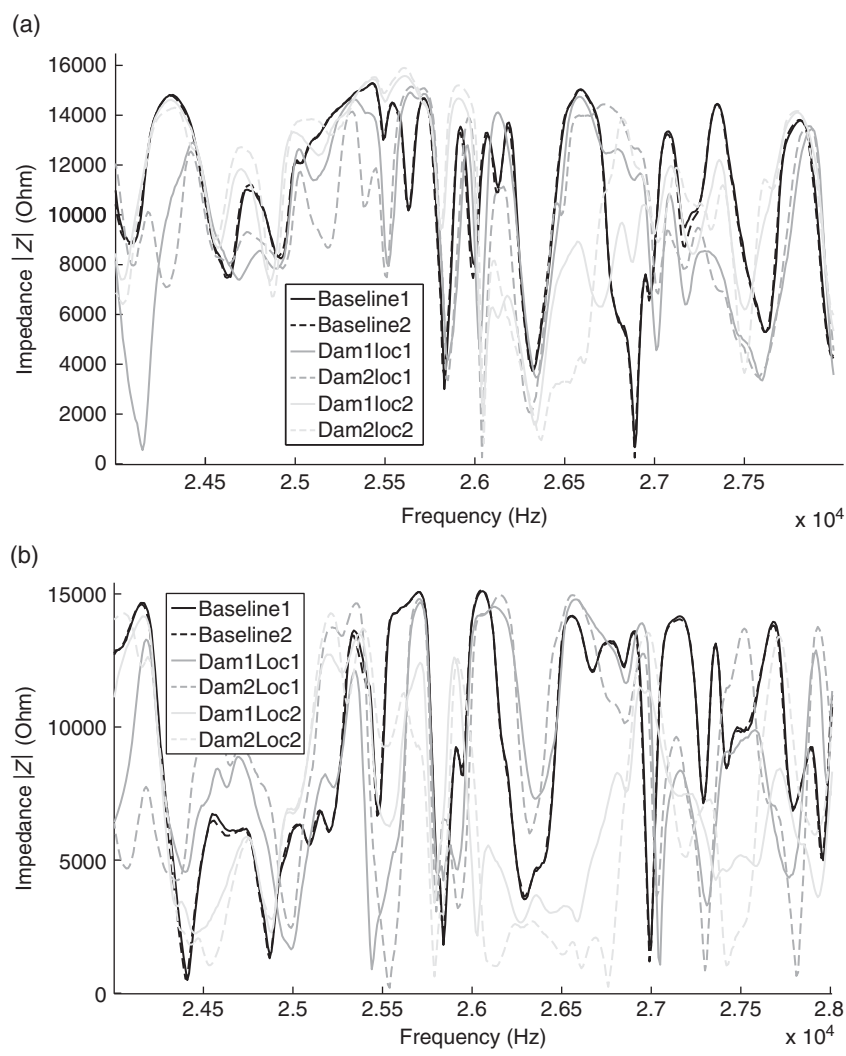 (a)
16000
14000
12000
10000
8000
6000
4000
2000
0
Impedance |Z| (Ohm)
Baseline1
Baseline2
Dam1loc1
Dam2loc1
Dam1loc2
Dam2loc2
2.45
2.5
2.55
2.6
2.65
2.7
2.75
x 10^4
Frequency (Hz)
(b)
15000
10000
5000
0
Impedance |Z| (Ohm)
Baseline1
Baseline2
Dam1Loc1
Dam2Loc1
Dam1Loc2
Dam2Loc2
2.45
2.5
2.55
2.6
2.65
2.7
2.75
2.8
Frequency (Hz)
x 10^4